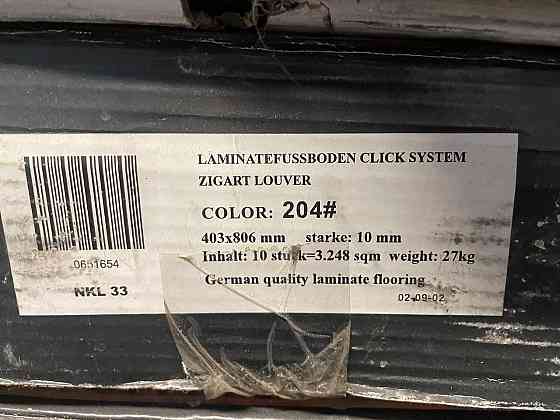 LAMINATEFUSSBODEN CLICK SYSTEM
ZIGART LOUVER
COLOR: 204#
403x806 mm starke: 10 mm
Inhalt: 10 stuck=3.248 sqm weight: 27kg
German quality laminate flooring
02-09-02
0651654
NKL 33